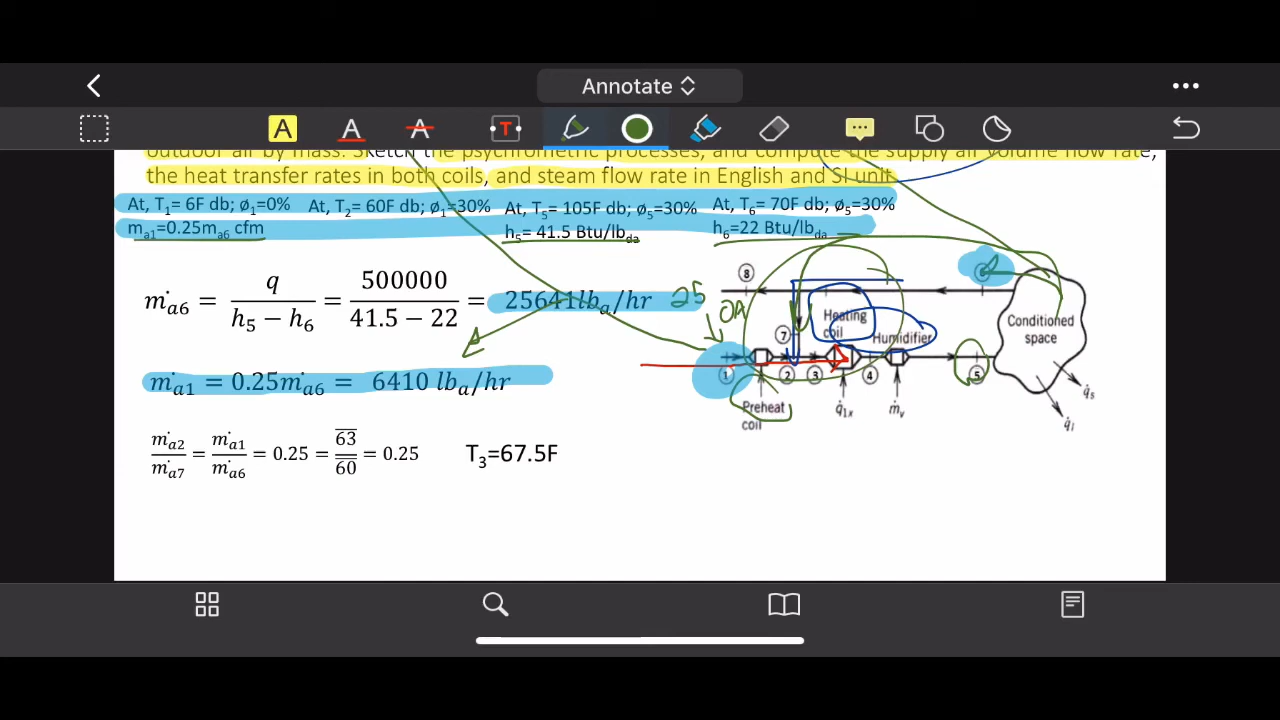 Annotate
A A A T
outdoor air by mass. Sketch the psychrometric processes, and compute the supply air volume flow rate,
the heat transfer rates in both coils, and steam flow rate in English and SI unit.
At, T1= 6F db; ø1=0% At, T2= 60F db; ø1=30% At, T5= 105F db; ø5=30% At, T6= 70F db; ø5=30%
ma1=0.25ma6 cfm h5= 41.5 Btu/lbda h6=22 Btu/lbda
ṁa6 = q / (h5 − h6) = 500000 / (41.5 − 22) = 25641lba/hr
ṁa1 = 0.25ṁa6 = 6410 lba/hr
ṁa2 / ṁa7 = ṁa1 / ṁa6 = 0.25 = 63 / 60 = 0.25 T3=67.5F
25
OA
8
6
Heating
coil
7
Humidifier
Conditioned
space
1 2 3 4 5
Preheat
coil
q̇1x
ṁv
q̇s
q̇l